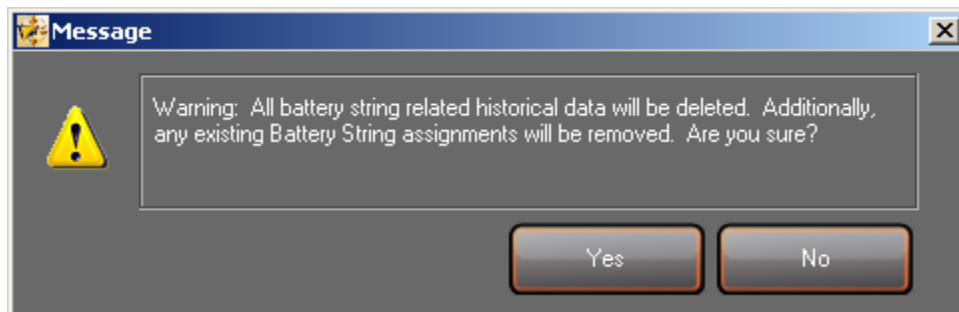 Message
Warning:  All battery string related historical data will be deleted.  Additionally,
any existing Battery String assignments will be removed.  Are you sure?
Yes
No